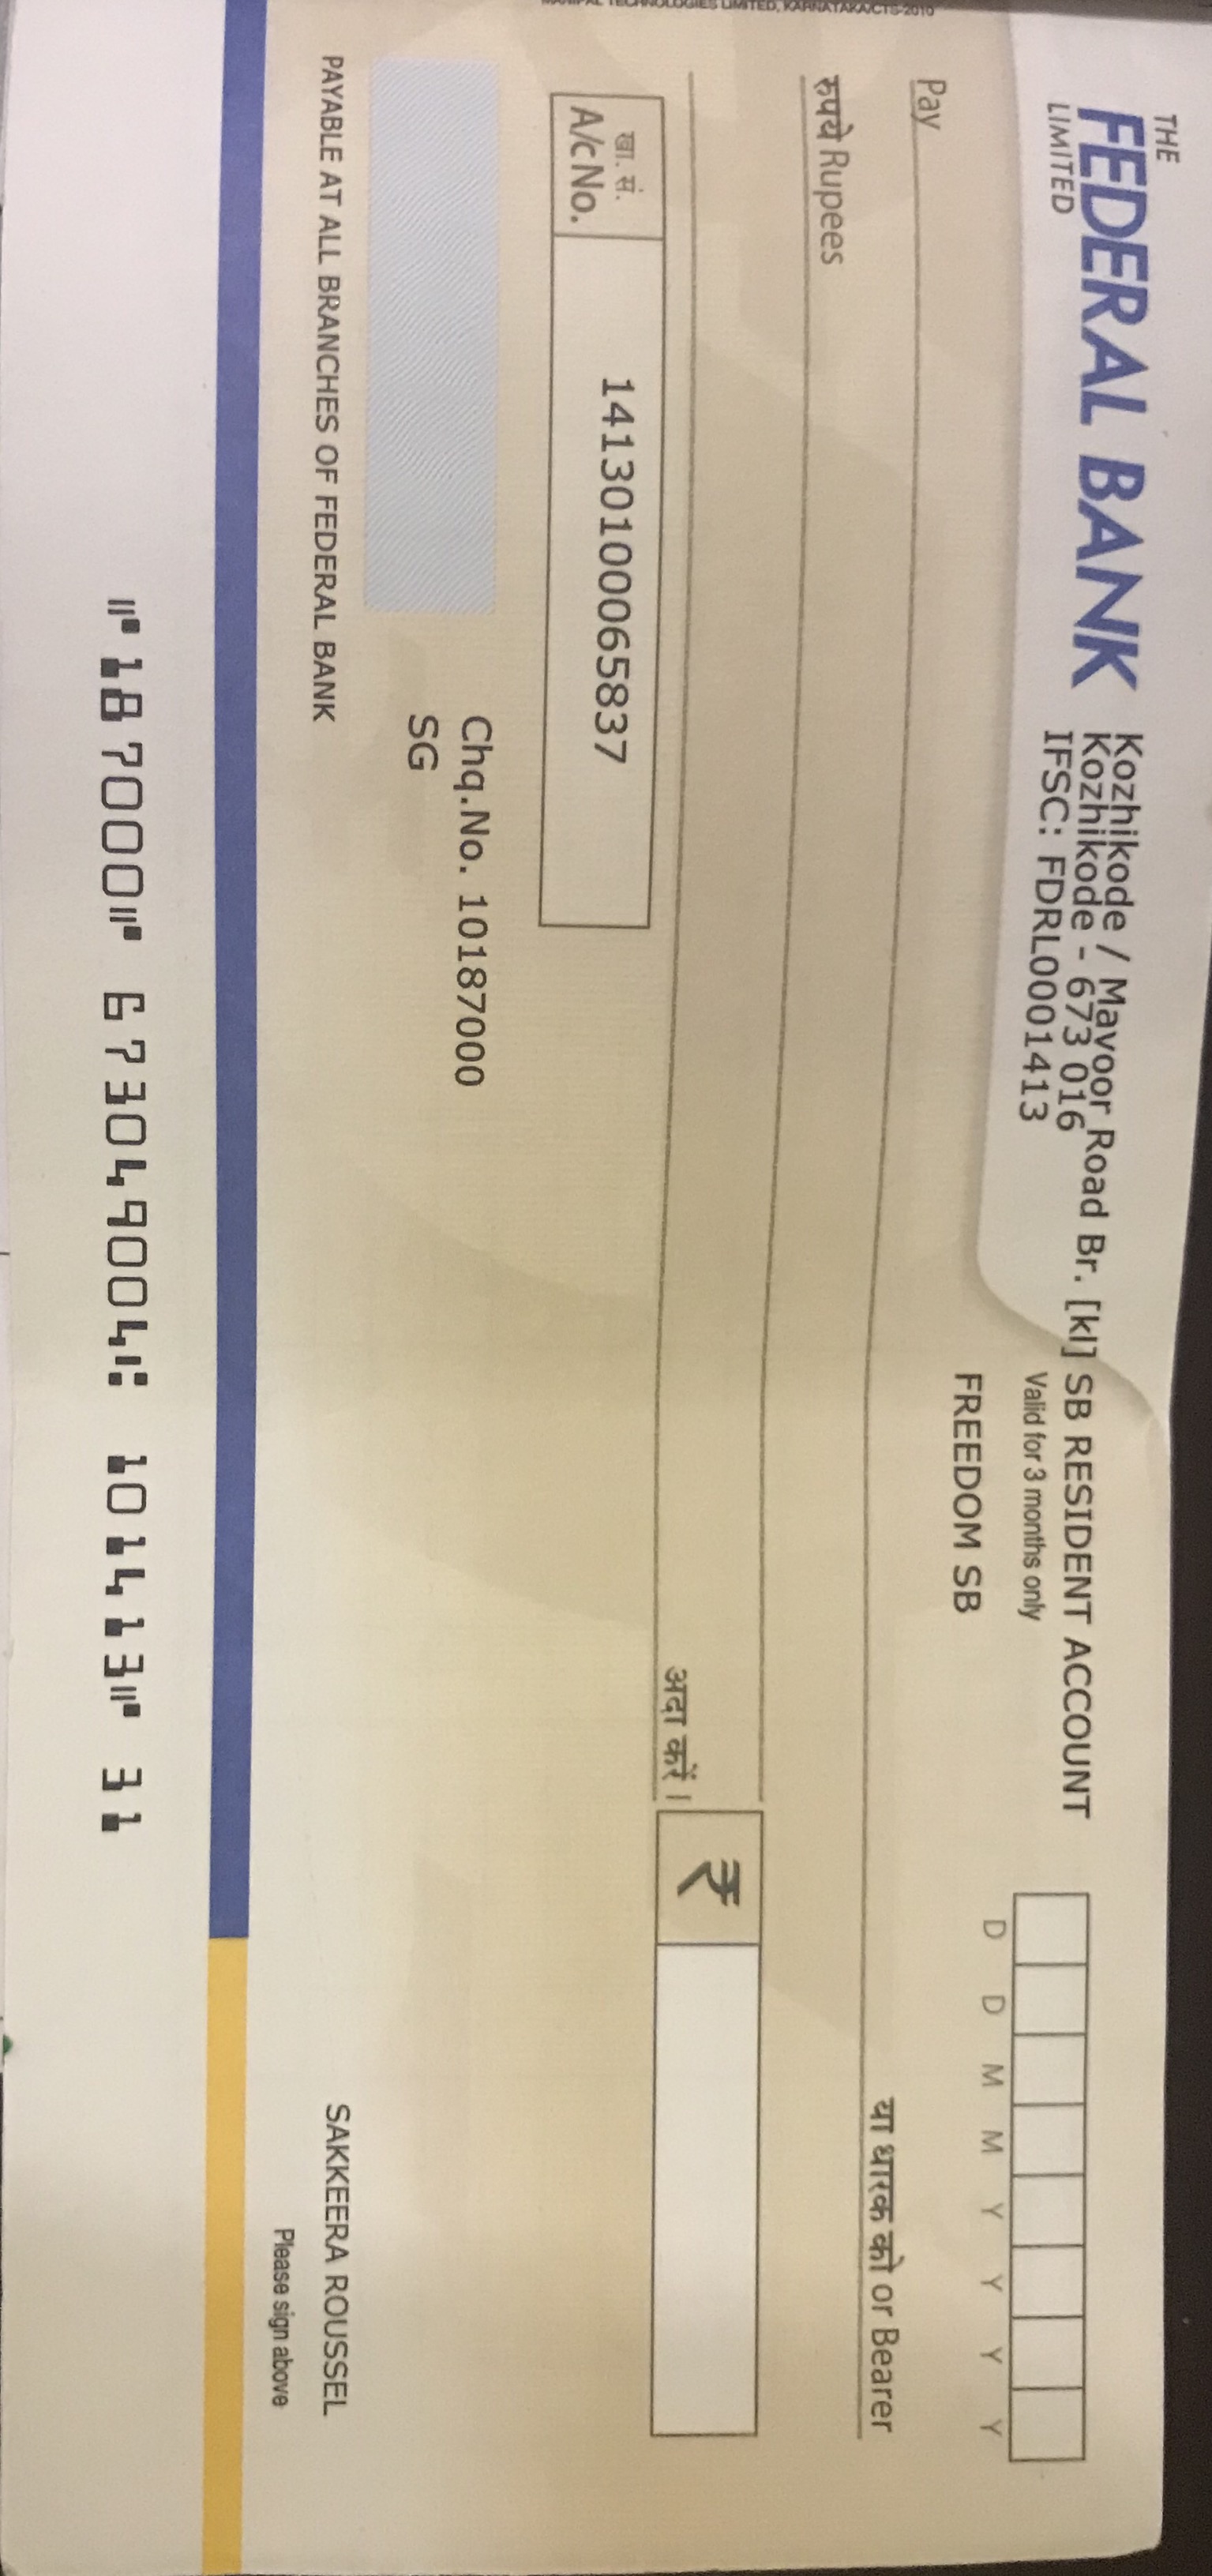 MANIPAL TECHNOLOGIES LIMITED, KARNATAKA/CTS-2010
THE
FEDERAL BANK
LIMITED
Kozhikode / Mavoor Road Br. [kl] SB RESIDENT ACCOUNT
Kozhikode - 673 016
IFSC: FDRL0001413
Valid for 3 months only
FREEDOM SB
D D M M Y Y Y Y
Pay
या धारक को or Bearer
रुपये Rupees
अदा करें।
₹
खा. सं.
A/c No.
14130100065837
Chq.No. 10187000
SG
PAYABLE AT ALL BRANCHES OF FEDERAL BANK
SAKKEERA ROUSSEL
Please sign above
⑈187000⑈ 673049004⑆ 101413⑈ 31